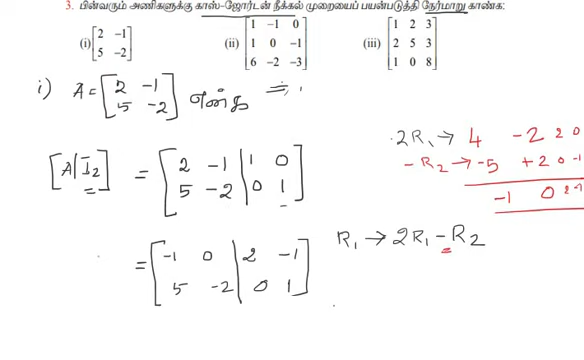 3. பின்வரும் அணிகளுக்கு காஸ்-ஜோர்டன் நீக்கல் முறையைப் பயன்படுத்தி நேர்மாறு காண்க:
(i) [2 -1; 5 -2] (ii) [1 -1 0; 1 0 -1; 6 -2 -3] (iii) [1 2 3; 2 5 3; 1 0 8]
i) A = [2 -1; 5 -2] என்க
2R₁ → 4 -2 2 0
-R₂ → -5 +2 0 -1
-1 0 2 -1
[A | I₂] = [2 -1 | 1 0; 5 -2 | 0 1]
R₁ → 2R₁ - R₂
= [-1 0 | 2 -1; 5 -2 | 0 1]